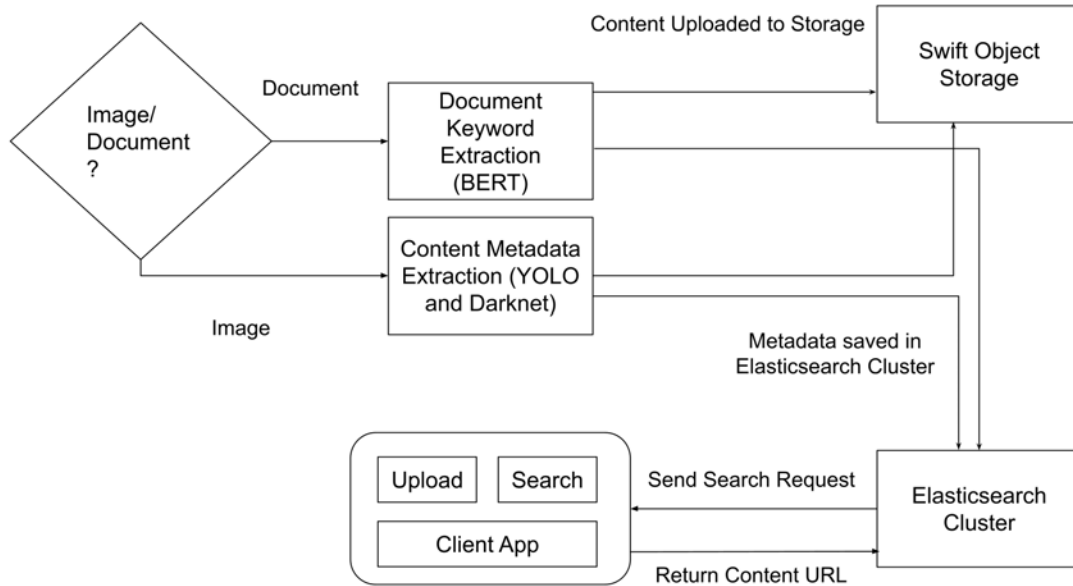 Content Uploaded to Storage
Swift Object
Storage
Document
Image/
Document
?
Document
Keyword
Extraction
(BERT)
Content Metadada
Extraction (YOLO
and Darknet)
Image
Metadata saved in
Elasticsearch Cluster
Upload
Search
Client App
Send Search Request
Return Content URL
Elasticsearch
Cluster